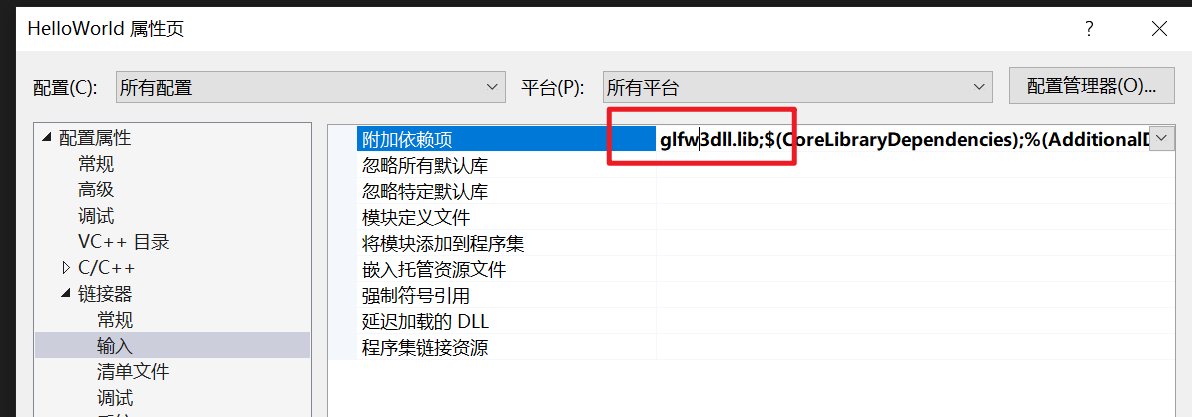 HelloWorld 属性页
配置(C): 所有配置 平台(P): 所有平台 配置管理器(O)...
配置属性
常规
高级
调试
VC++ 目录
C/C++
链接器
常规
输入
清单文件
调试
附加依赖项 glfw3dll.lib;$(CoreLibraryDependencies);%(AdditionalD
忽略所有默认库
忽略特定默认库
模块定义文件
将模块添加到程序集
嵌入托管资源文件
强制符号引用
延迟加载的 DLL
程序集链接资源